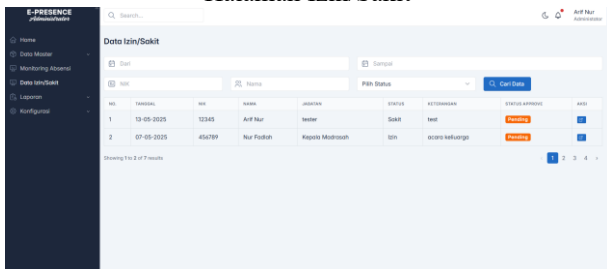 E-PRESENCE
Administrator
Search...
Arif Nur
Administrator
Home
Data Master
Monitoring Absensi
Data Izin/Sakit
Laporan
Konfigurasi
Data Izin/Sakit
Dari
Sampai
NIK
Nama
Pilih Status
Cari Data
NO. TANGGAL NIK NAMA JABATAN STATUS KETERANGAN STATUS APPROVE AKSI
1 13-05-2025 12345 Arif Nur tester Sakit test Pending
2 07-05-2025 456789 Nur Fadlah Kepala Madrasah Izin acara keluarga Pending
Showing 1 to 2 of 7 results
‹ 1 2 3 4 ›